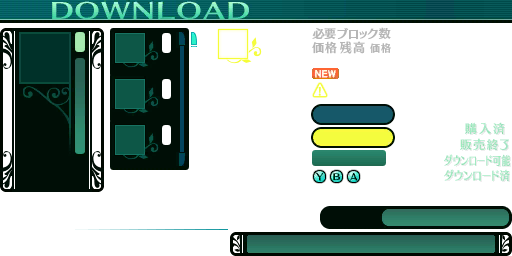 DOWNLOAD
必要ブロック数
価格 残高 価格
NEW
購入済
販売終了
ダウンロード可能
ダウンロード済
Y B A